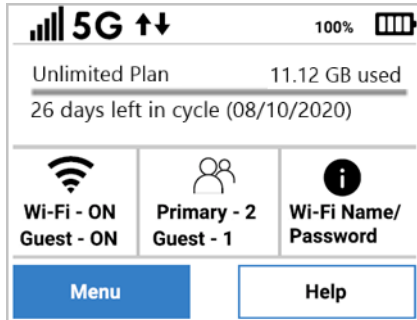 5G 100%
Unlimited Plan 11.12 GB used
26 days left in cycle (08/10/2020)
Wi-Fi - ON
Guest - ON
Primary - 2
Guest - 1
Wi-Fi Name/
Password
Menu
Help